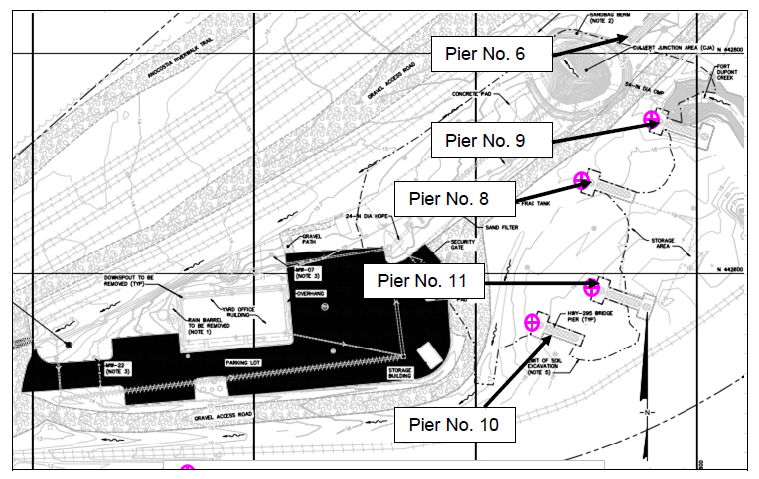 SANDBAG BERM
(NOTE 2)
Pier No. 6
CULVERT JUNCTION AREA (CJA)
N 442800
ANOCOSTIA RIVERWALK TRAIL
GRAVEL ACCESS ROAD
FORT
DUPONT
CREEK
54-IN DIA CMP
CONCRETE PAD
Pier No. 9
Pier No. 8
FRAC TANK
24-IN DIA HDPE
SAND FILTER
GRAVEL
PATH
SECURITY
GATE
STORAGE
AREA
N 442600
MW-07
(NOTE 3)
DOWNSPOUT TO BE
REMOVED (TYP)
Pier No. 11
OVERHANG
PAD
YARD OFFICE
BUILDING
RAIN BARREL
TO BE REMOVED
(NOTE 1)
HWY-295 BRIDGE
PIER (TYP)
PARKING LOT
MW-22
(NOTE 3)
STORAGE
BUILDING
LIMIT OF SOIL
EXCAVATION
(NOTE 5)
GRAVEL ACCESS ROAD
Pier No. 10
N